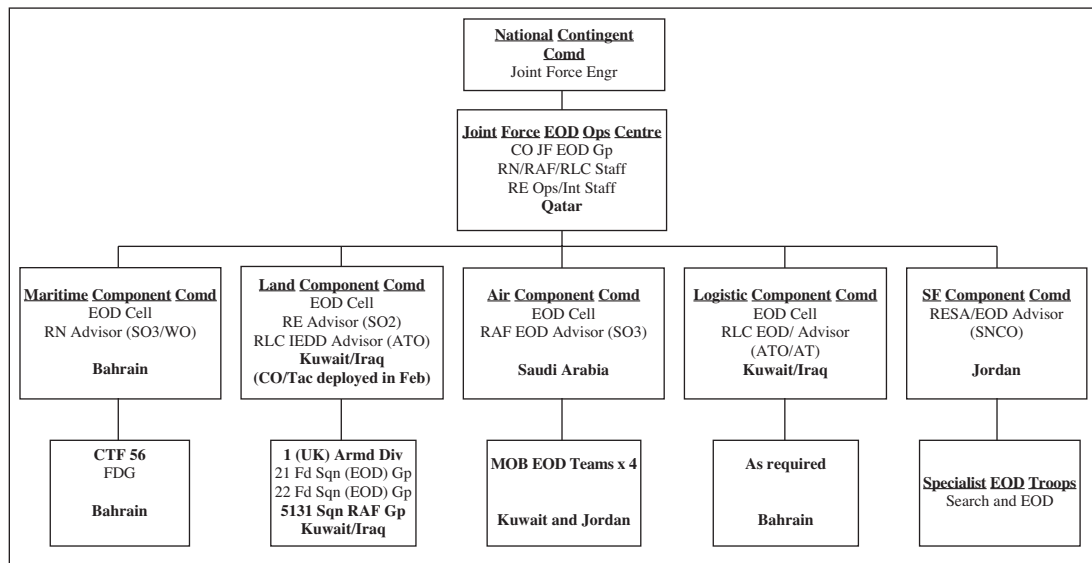 National Contingent
Comd
Joint Force Engr
Joint Force EOD Ops Centre
CO JF EOD Gp
RN/RAF/RLC Staff
RE Ops/Int Staff
Qatar
Maritime Component Comd
EOD Cell
RN Advisor (SO3/WO)
Bahrain
Land Component Comd
EOD Cell
RE Advisor (SO2)
RLC IEDD Advisor (ATO)
Kuwait/Iraq
(CO/Tac deployed in Feb)
Air Component Comd
EOD Cell
RAF EOD Advisor (SO3)
Saudi Arabia
Logistic Component Comd
EOD Cell
RLC EOD/ Advisor
(ATO/AT)
Kuwait/Iraq
SF Component Comd
RESA/EOD Advisor
(SNCO)
Jordan
CTF 56
FDG
Bahrain
1 (UK) Armd Div
21 Fd Sqn (EOD) Gp
22 Fd Sqn (EOD) Gp
5131 Sqn RAF Gp
Kuwait/Iraq
MOB EOD Teams x 4
Kuwait and Jordan
As required
Bahrain
Specialist EOD Troops
Search and EOD